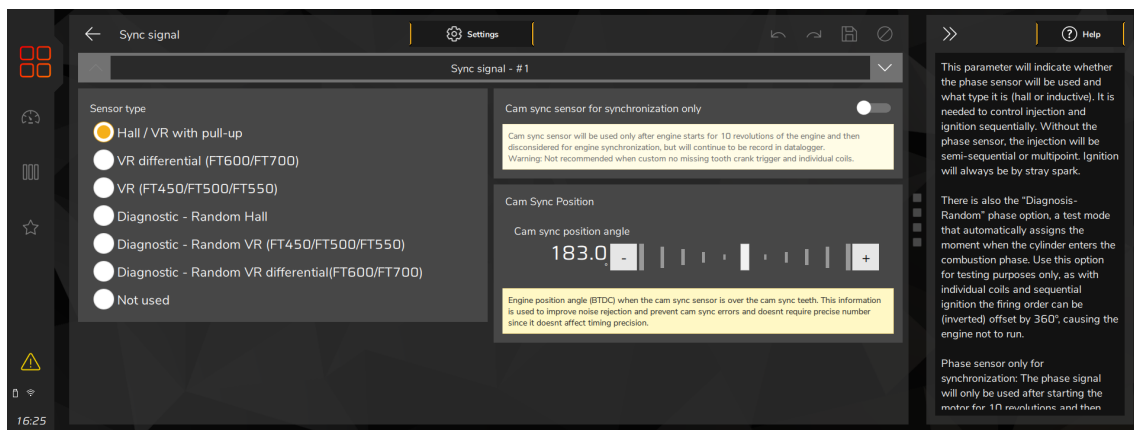 Sync signal
Settings
Help
Sync signal - #1
Sensor type
Hall / VR with pull-up
VR differential (FT600/FT700)
VR (FT450/FT500/FT550)
Diagnostic - Random Hall
Diagnostic - Random VR (FT450/FT500/FT550)
Diagnostic - Random VR differential(FT600/FT700)
Not used
Cam sync sensor for synchronization only
Cam sync sensor will be used only after engine starts for 10 revolutions of the engine and then
disconsidered for engine synchronization, but will continue to be record in datalogger.
Warning: Not recommended when custom no missing tooth crank trigger and individual coils.
Cam Sync Position
Cam sync position angle
183.0° - +
Engine position angle (BTDC) when the cam sync sensor is over the cam sync teeth. This information
is used to improve noise rejection and prevent cam sync errors and doesnt require precise number
since it doesnt affect timing precision.
This parameter will indicate whether
the phase sensor will be used and
what type it is (hall or inductive). It is
needed to control injection and
ignition sequentially. Without the
phase sensor, the injection will be
semi-sequential or multipoint. Ignition
will always be by stray spark.
There is also the "Diagnosis-
Random" phase option, a test mode
that automatically assigns the
moment when the cylinder enters the
combustion phase. Use this option
for testing purposes only, as with
individual coils and sequential
ignition the firing order can be
(inverted) offset by 360°, causing the
engine not to run.
Phase sensor only for
synchronization: The phase signal
will only be used after starting the
motor for 10 revolutions and then
16:25